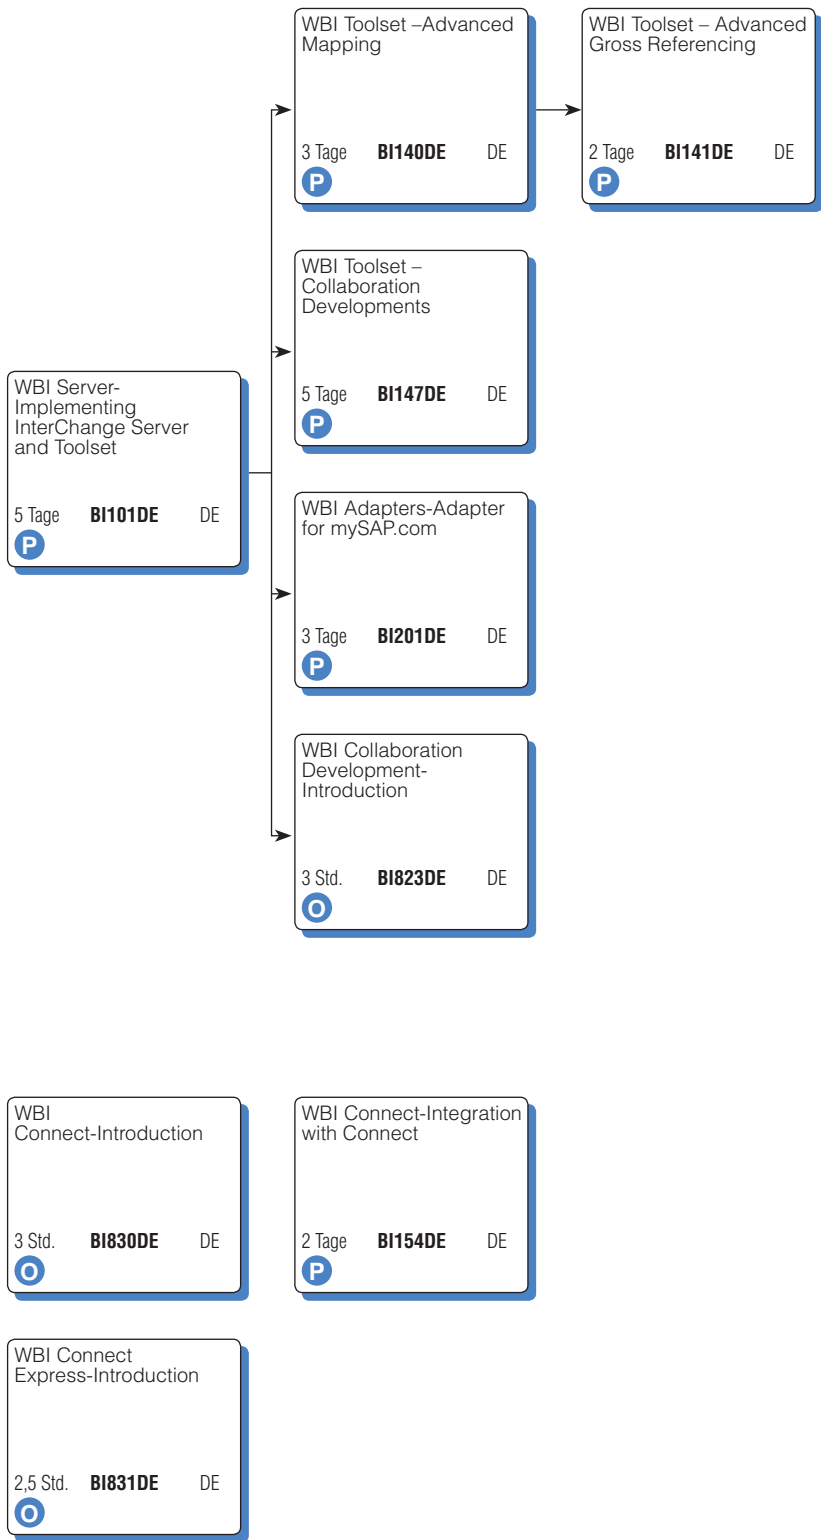 WBI Toolset –Advanced
Mapping
3 Tage BI140DE DE
P
WBI Toolset – Advanced
Gross Referencing
2 Tage BI141DE DE
P
WBI Toolset –
Collaboration
Developments
5 Tage BI147DE DE
P
WBI Server-
Implementing
InterChange Server
and Toolset
5 Tage BI101DE DE
P
WBI Adapters-Adapter
for mySAP.com
3 Tage BI201DE DE
P
WBI Collaboration
Development-
Introduction
3 Std. BI823DE DE
O
WBI
Connect-Introduction
3 Std. BI830DE DE
O
WBI Connect-Integration
with Connect
2 Tage BI154DE DE
P
WBI Connect
Express-Introduction
2,5 Std. BI831DE DE
O